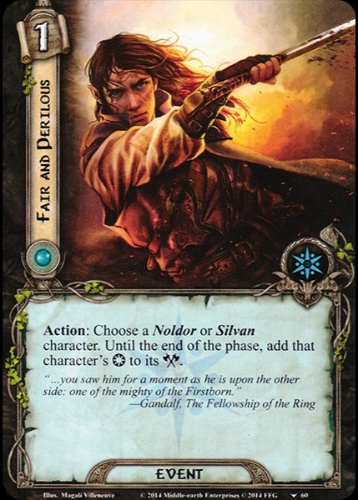 1
FAIR AND PERILOUS
Action: Choose a Noldor or Silvan
character. Until the end of the phase, add that
character's to its .
“…you saw him for a moment as he is upon the other
side: one of the mighty of the Firstborn.”
—Gandalf, The Fellowship of the Ring
EVENT
Illus. Magali Villeneuve © 2014 Middle-earth Enterprises © 2014 FFG 60